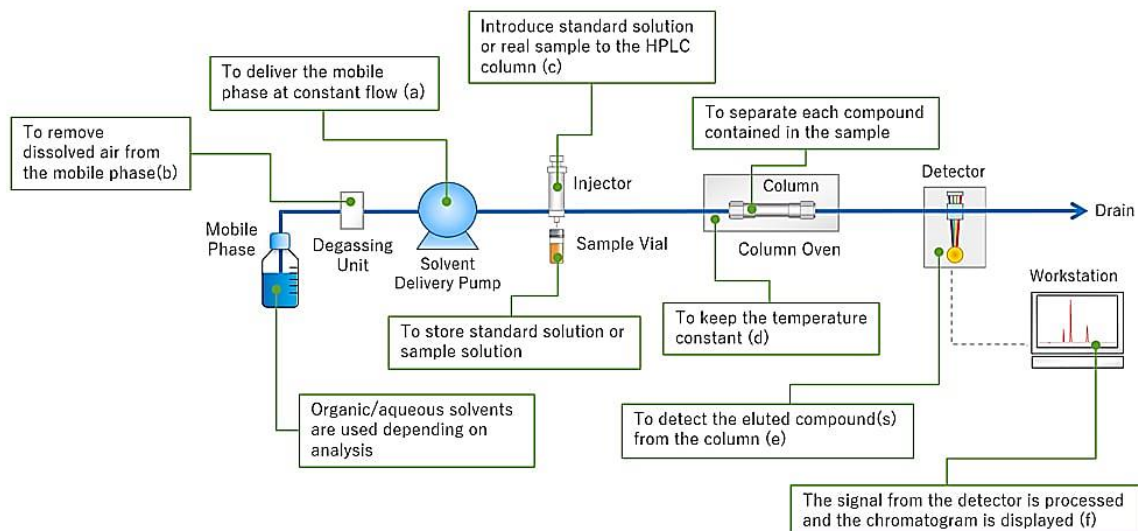 Introduce standard solution
or real sample to the HPLC
column (c)
To deliver the mobile
phase at constant flow (a)
To separate each compound
contained in the sample
To remove
dissolved air from
the mobile phase(b)
Injector
Column
Detector
Drain
Mobile
Phase
Degassing
Unit
Solvent
Delivery Pump
Sample Vial
Column Oven
Workstation
To store standard solution or
sample solution
To keep the temperature
constant (d)
Organic/aqueous solvents
are used depending on
analysis
To detect the eluted compound(s)
from the column (e)
The signal from the detector is processed
and the chromatogram is displayed (f)